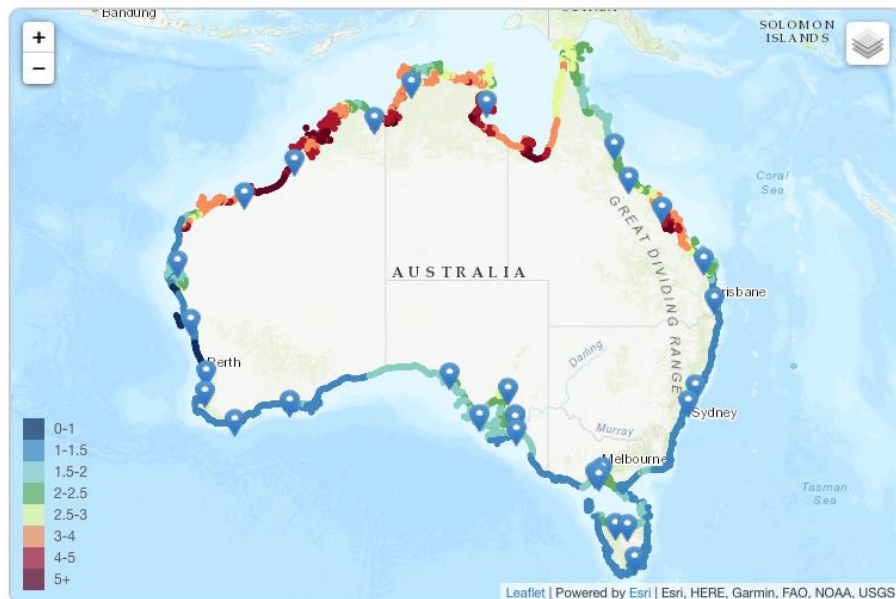 Bandung
SOLOMON
ISLANDS
+
−
Coral
Sea
GREAT DIVIDING RANGE
AUSTRALIA
risbane
Darling
Perth
Sydney
Murray
Melbourne
Tasman
Sea
0-1
1-1.5
1.5-2
2-2.5
2.5-3
3-4
4-5
5+
Leaflet | Powered by Esri | Esri, HERE, Garmin, FAO, NOAA, USGS